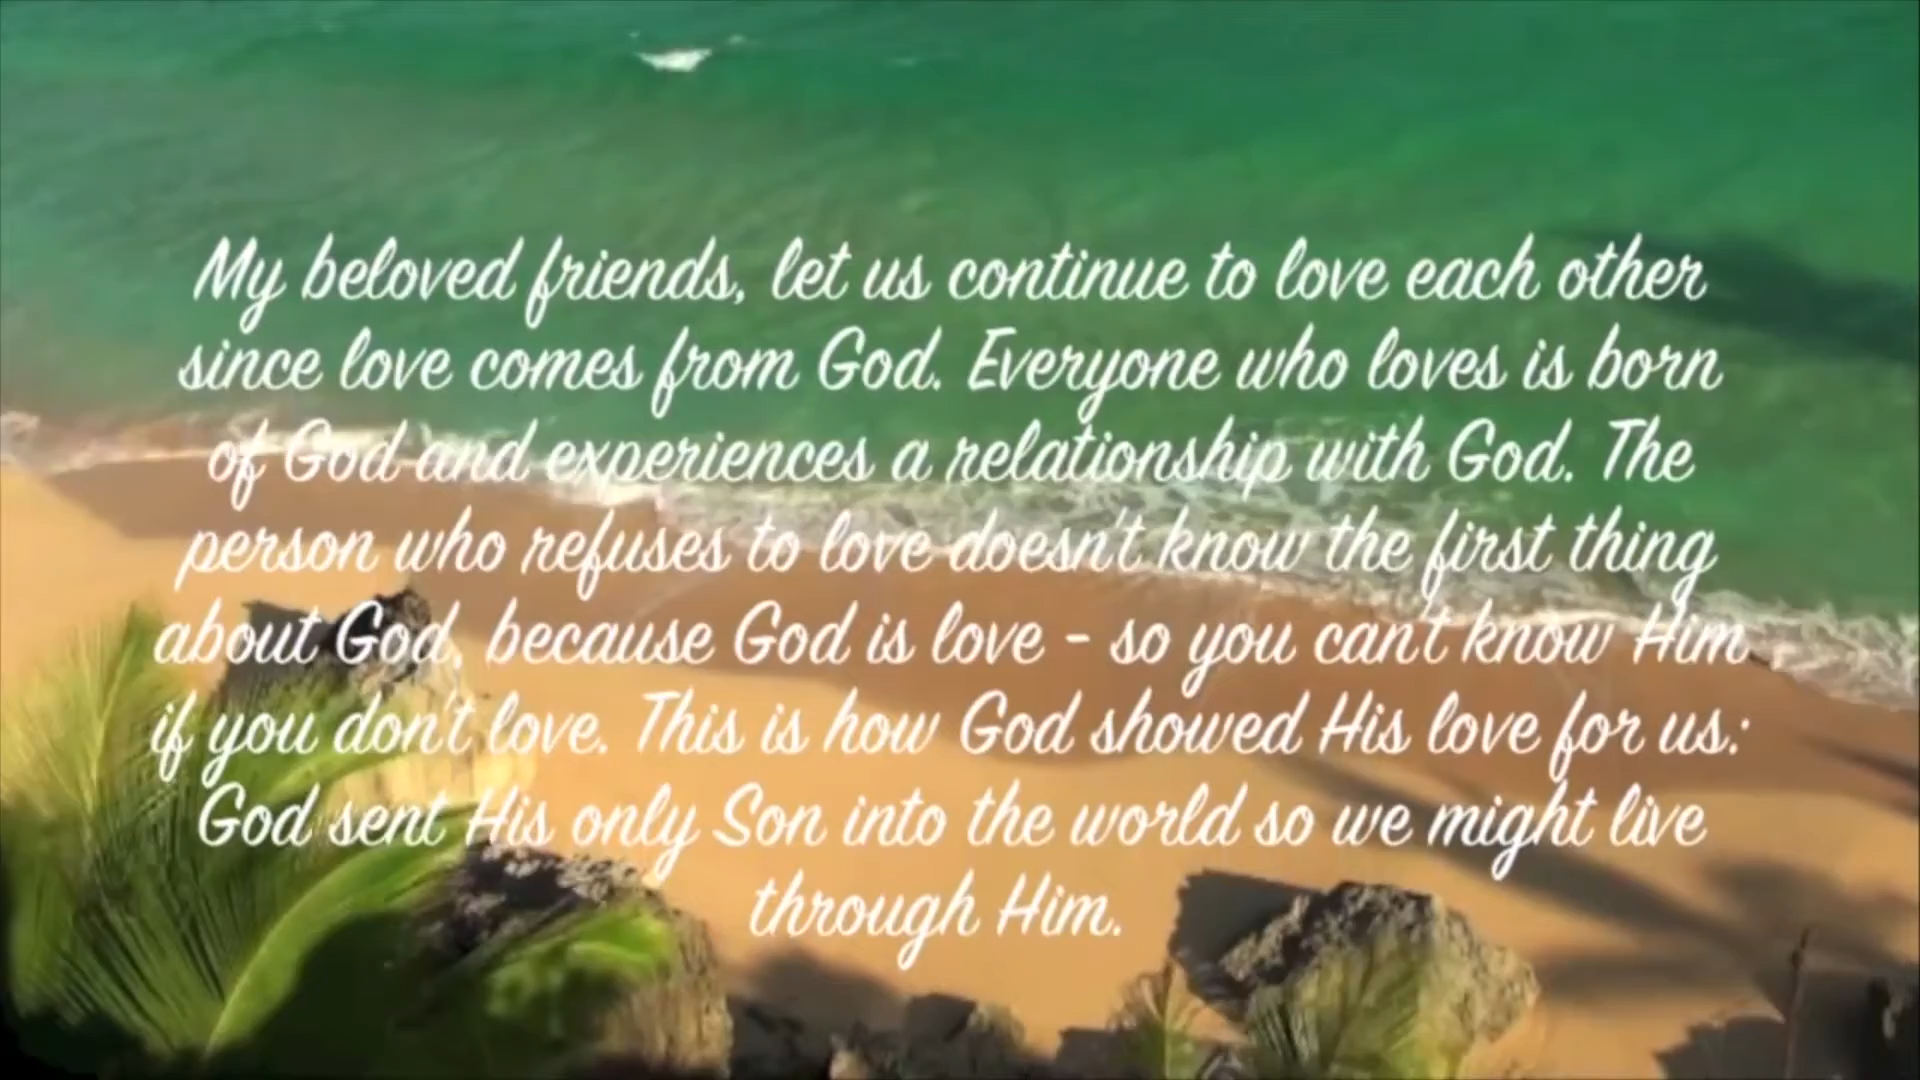 My beloved friends, let us continue to love each other
since love comes from God. Everyone who loves is born
of God and experiences a relationship with God. The
person who refuses to love doesn't know the first thing
about God, because God is love - so you can't know Him
if you don't love. This is how God showed His love for us:
God sent His only Son into the world so we might live
through Him.